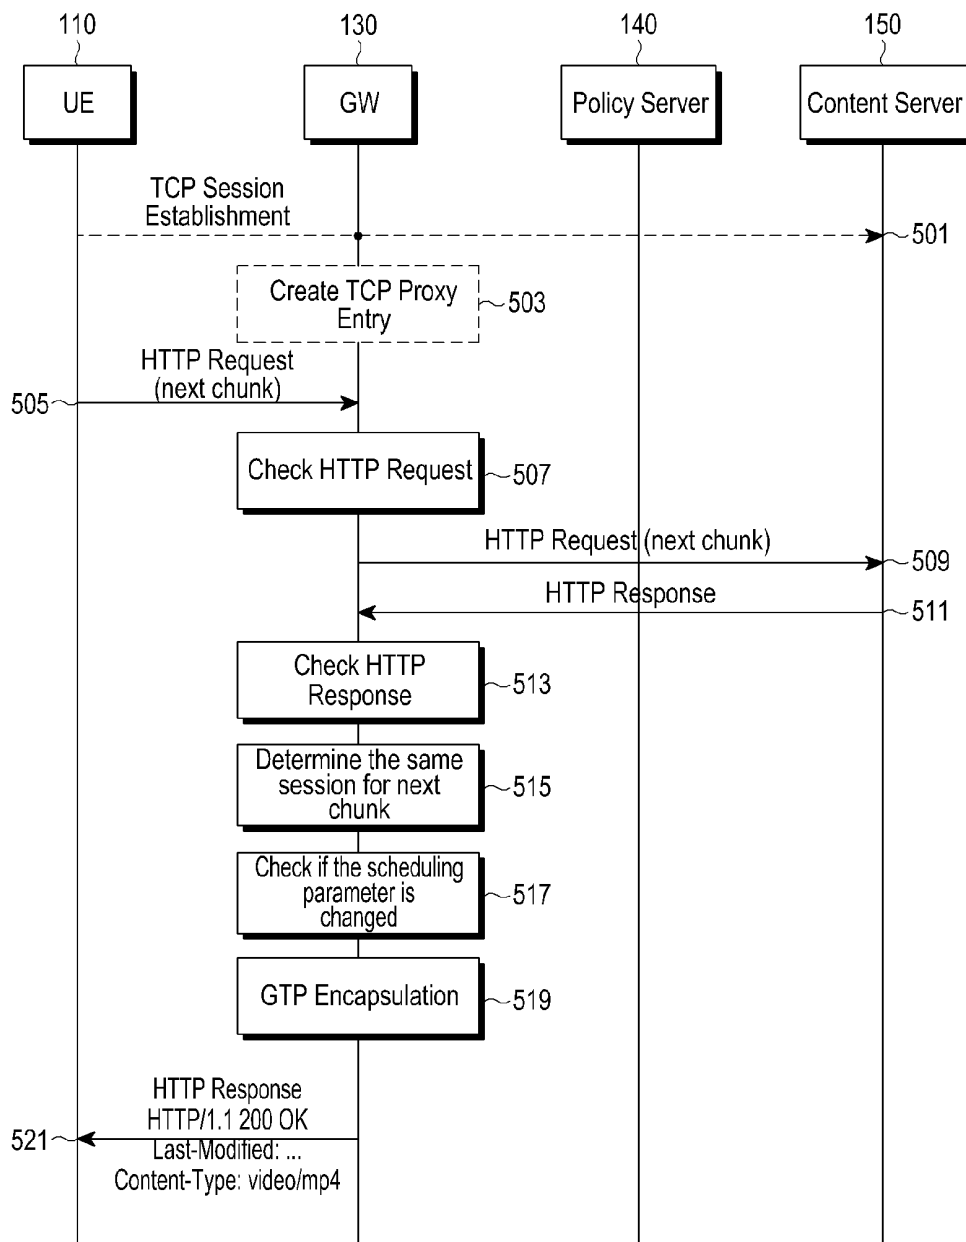 110
130
140
150
UE
GW
Policy Server
Content Server
TCP Session
Establishment
501
Create TCP Proxy
Entry
503
HTTP Request
(next chunk)
505
Check HTTP Request
507
HTTP Request (next chunk)
509
HTTP Response
511
Check HTTP
Response
513
Determine the same
session for next
chunk
515
Check if the scheduling
parameter is
changed
517
GTP Encapsulation
519
HTTP Response
HTTP/1.1 200 OK
521
Last-Modified: ...
Content-Type: video/mp4